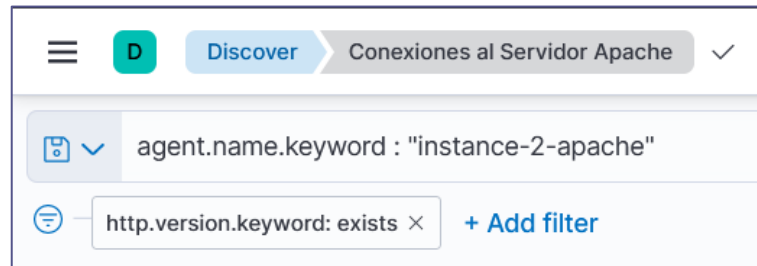 D Discover Conexiones al Servidor Apache
agent.name.keyword : "instance-2-apache"
http.version.keyword: exists × + Add filter